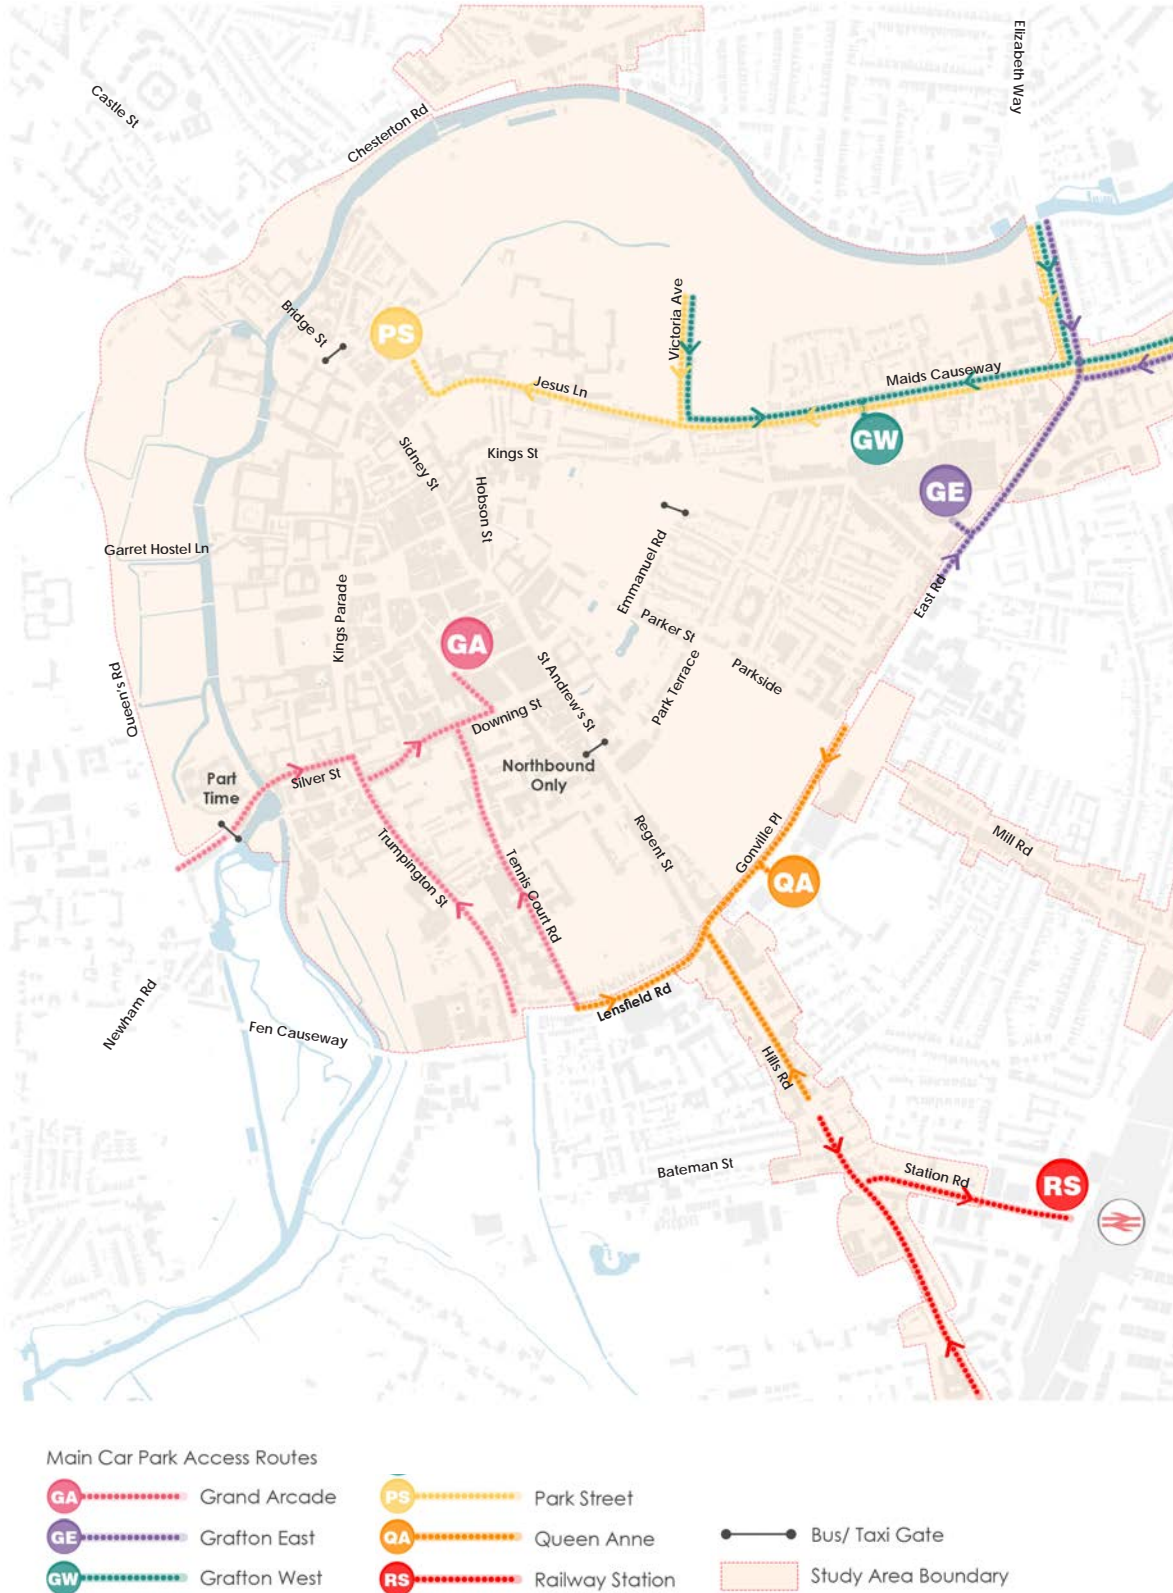 Elizabeth Way
Castle St
Chesterton Rd
Bridge St
PS
Victoria Ave
Jesus Ln
Maids Causeway
GW
Sidney St
Kings St
Hobson St
GE
Garret Hostel Ln
Kings Parade
Emmanuel Rd
East Rd
Parker St
GA
St Andrew's St
Park Terrace
Parkside
Queen's Rd
Downing St
Northbound
Only
Part
Time
Silver St
Trumpington St
Tennis Court Rd
Regent St
Gonville Pl
Mill Rd
QA
Newham Rd
Fen Causeway
Lensfield Rd
Hills Rd
Bateman St
Station Rd
RS
Main Car Park Access Routes
GA Grand Arcade
GE Grafton East
GW Grafton West
PS Park Street
QA Queen Anne
RS Railway Station
Bus/ Taxi Gate
Study Area Boundary